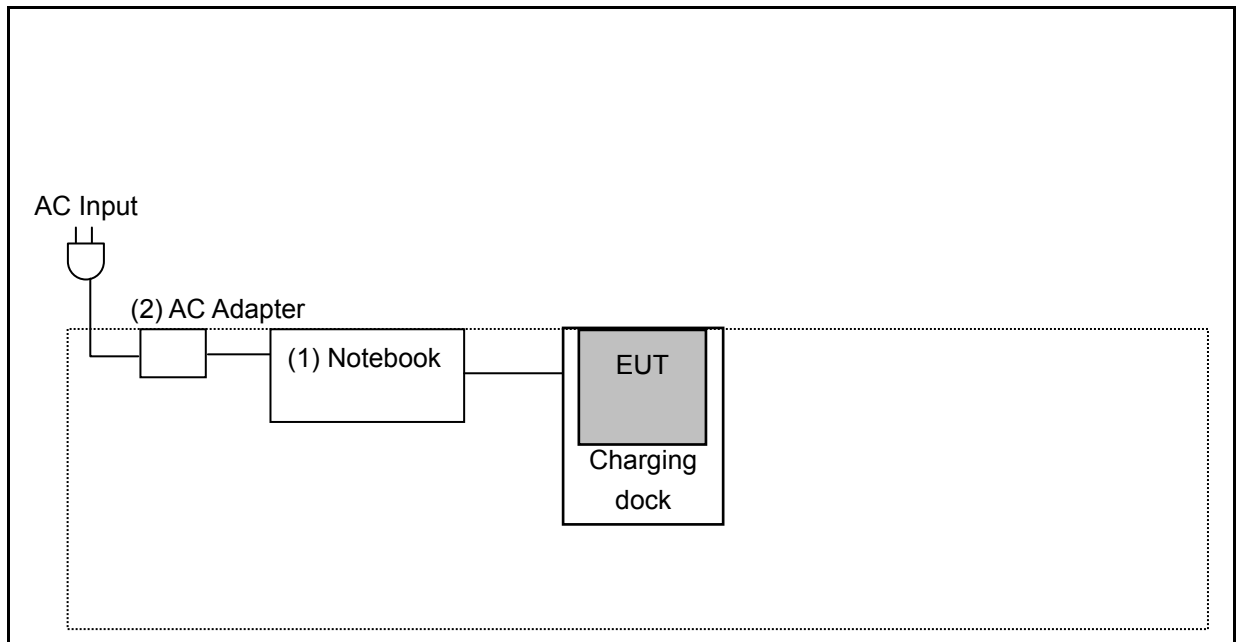 AC Input
(2) AC Adapter
(1) Notebook
EUT
Charging
dock